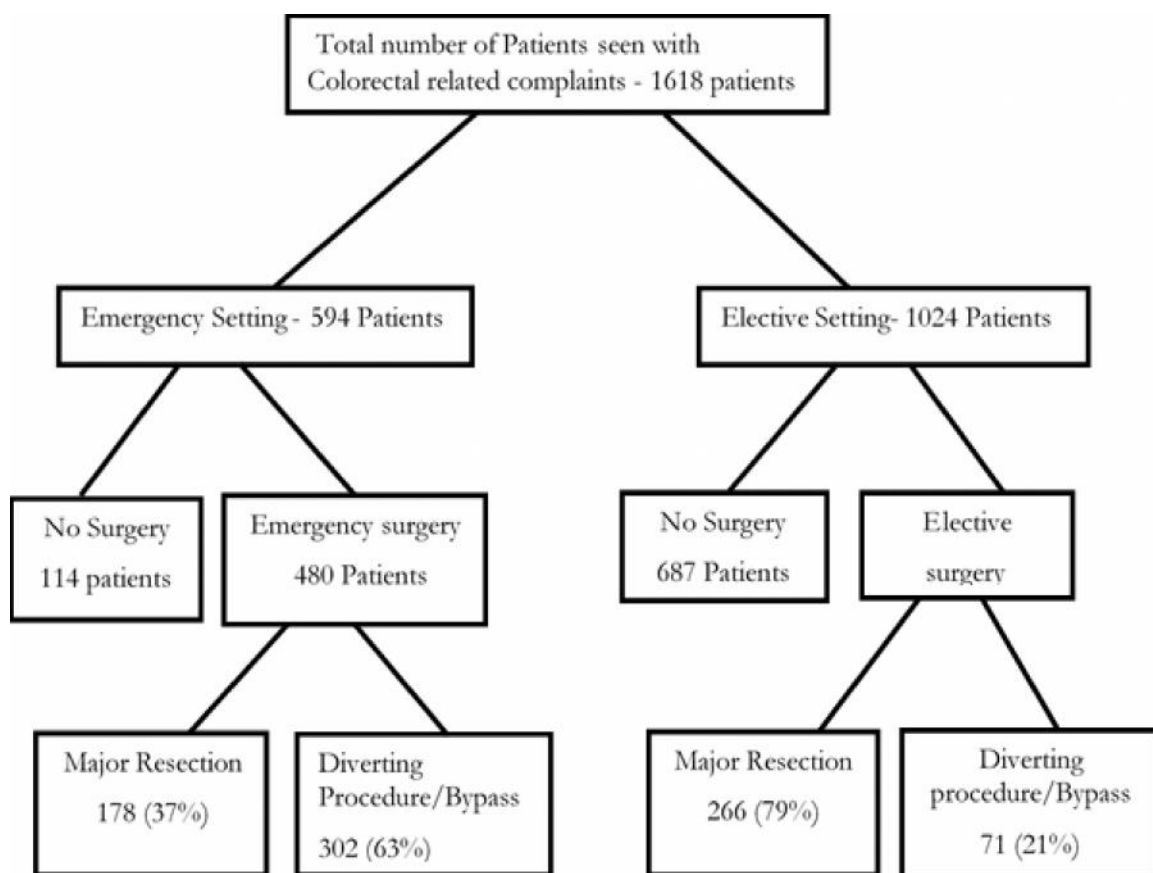 Total number of Patients seen with
Colorectal related complaints - 1618 patients
Emergency Setting - 594 Patients
Elective Setting- 1024 Patients
No Surgery
114 patients
Emergency surgery
480 Patients
No Surgery
687 Patients
Elective
surgery
Major Resection
178 (37%)
Diverting
Procedure/Bypass
302 (63%)
Major Resection
266 (79%)
Diverting
procedure/Bypass
71 (21%)